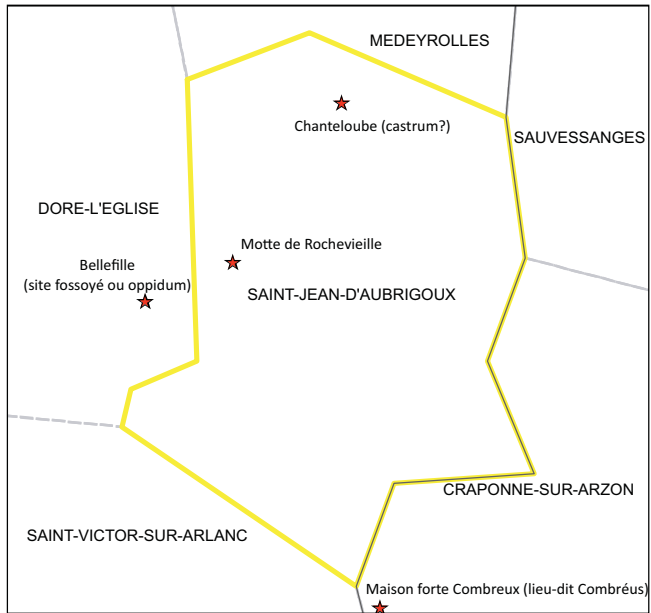 MEDEYROLLES
Chanteloube (castrum?)
SAUVESSANGES
DORE-L'EGLISE
Motte de Rochevieille
Bellefille
(site fossoyé ou oppidum)
SAINT-JEAN-D'AUBRIGOUX
CRAPONNE-SUR-ARZON
SAINT-VICTOR-SUR-ARLANC
Maison forte Combreux (lieu-dit Combréus)